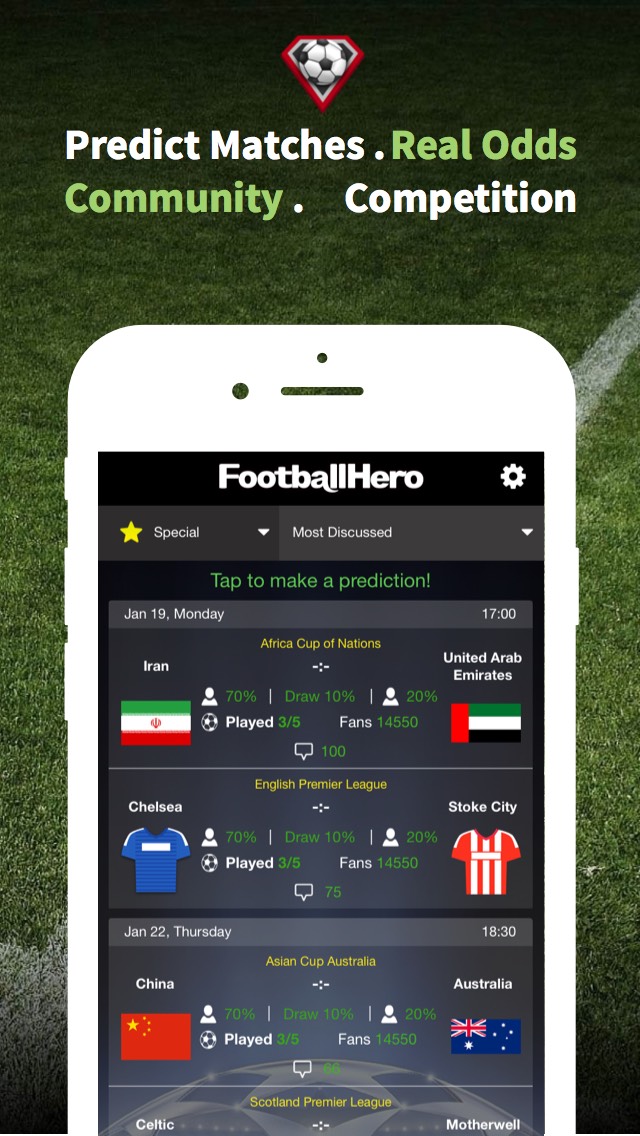 Predict Matches . Real Odds
Community . Competition
FootballHero
Special Most Discussed
Tap to make a prediction!
Jan 19, Monday 17:00
Africa Cup of Nations
Iran -:- United Arab Emirates
70% | Draw 10% | 20%
Played 3/5 Fans 14550
100
English Premier League
Chelsea -:- Stoke City
70% | Draw 10% | 20%
Played 3/5 Fans 14550
75
Jan 22, Thursday 18:30
Asian Cup Australia
China -:- Australia
70% | Draw 10% | 20%
Played 3/5 Fans 14550
66
Scotland Premier League
Celtic -:- Motherwell